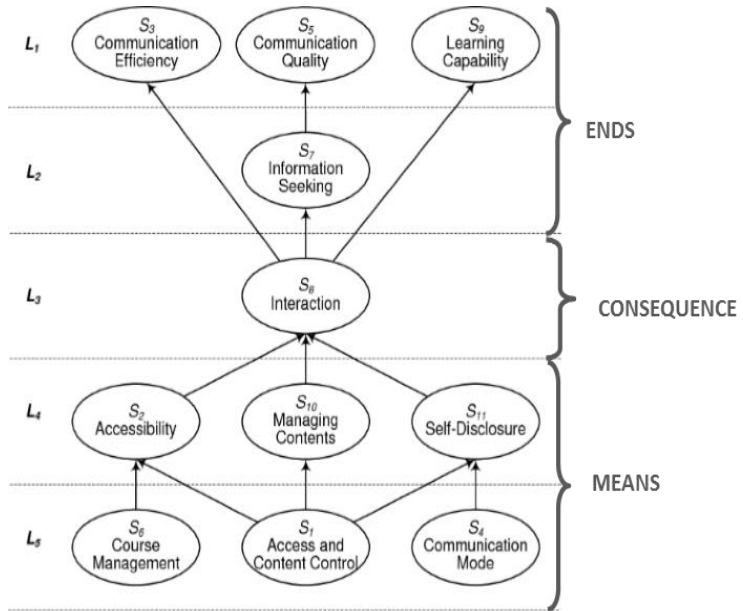 L₁
S₃
Communication
Efficiency
S₅
Communication
Quality
S₉
Learning
Capability
ENDS
L₂
S₇
Information
Seeking
L₃
S₈
Interaction
CONSEQUENCE
L₄
S₂
Accessibility
S₁₀
Managing
Contents
S₁₁
Self-Disclosure
MEANS
L₅
S₆
Course
Management
S₁
Access and
Content Control
S₄
Communication
Mode